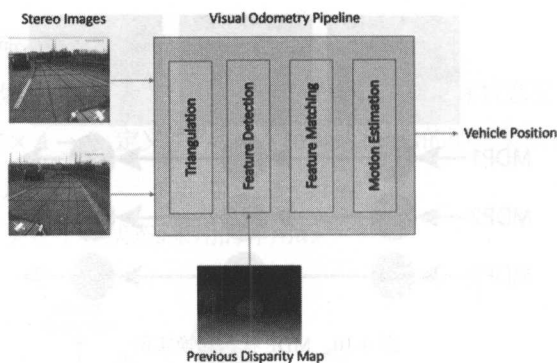 Stereo Images
Visual Odometry Pipeline
Triangulation
Feature Detection
Feature Matching
Motion Estimation
Vehicle Position
Previous Disparity Map